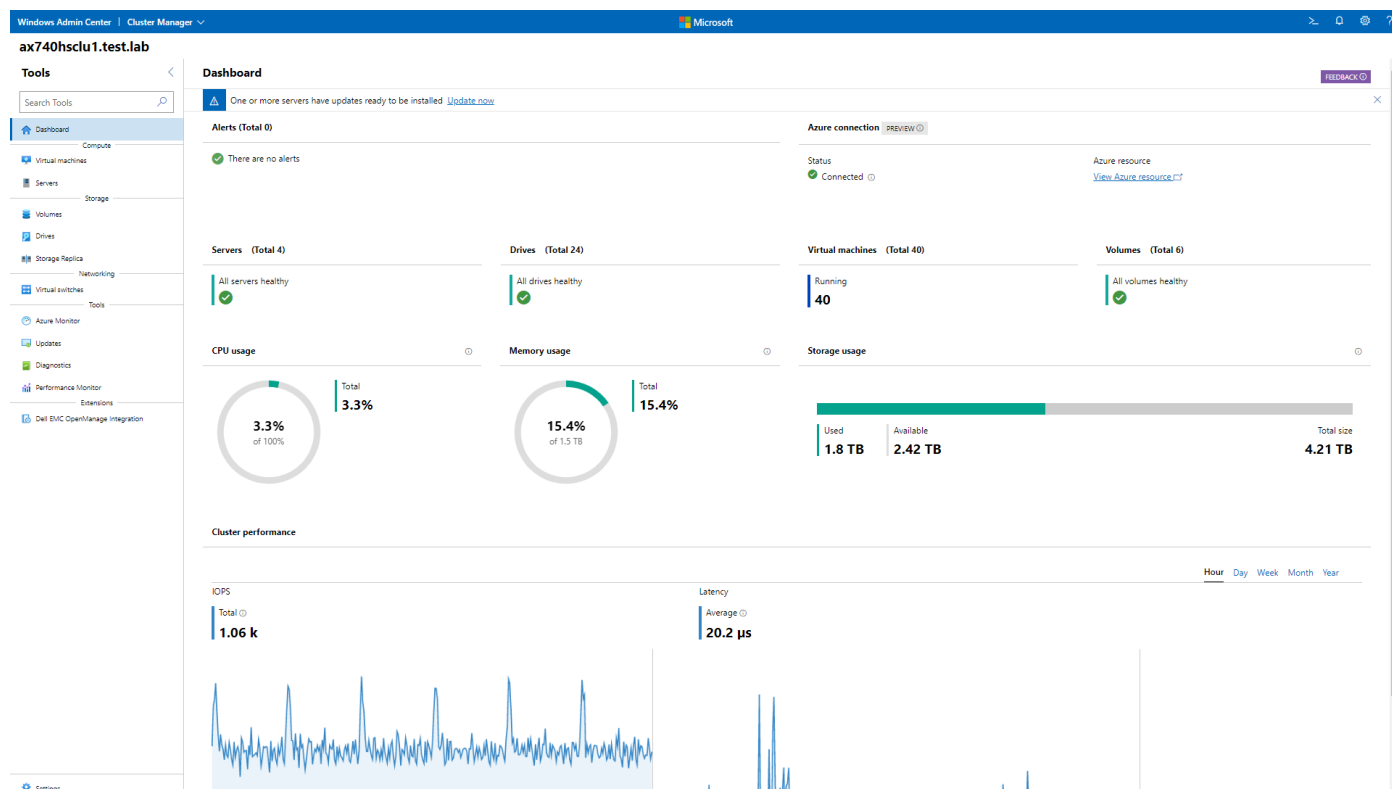 Windows Admin Center | Cluster Manager
Microsoft
?
ax740hsclu1.test.lab
Tools
Search Tools
Dashboard
Compute
Virtual machines
Servers
Storage
Volumes
Drives
Storage Replica
Networking
Virtual switches
Tools
Azure Monitor
Updates
Diagnostics
Performance Monitor
Extensions
Dell EMC OpenManage Integration
Settings
Dashboard
FEEDBACK
One or more servers have updates ready to be installed Update now
Alerts (Total 0)
There are no alerts
Azure connection PREVIEW
Status
Connected
Azure resource
View Azure resource
Servers (Total 4)
All servers healthy
Drives (Total 24)
All drives healthy
Virtual machines (Total 40)
Running
40
Volumes (Total 6)
All volumes healthy
CPU usage
3.3%
of 100%
Total
3.3%
Memory usage
15.4%
of 1.5 TB
Total
15.4%
Storage usage
Used
1.8 TB
Available
2.42 TB
Total size
4.21 TB
Cluster performance
Hour Day Week Month Year
IOPS
Total
1.06 k
Latency
Average
20.2 µs